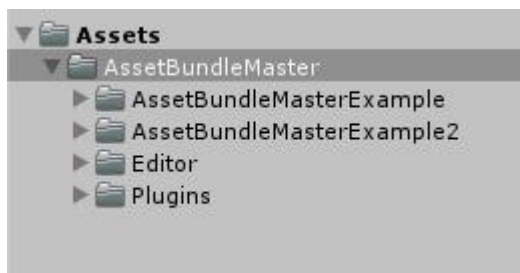 Assets
AssetBundleMaster
AssetBundleMasterExample
AssetBundleMasterExample2
Editor
Plugins